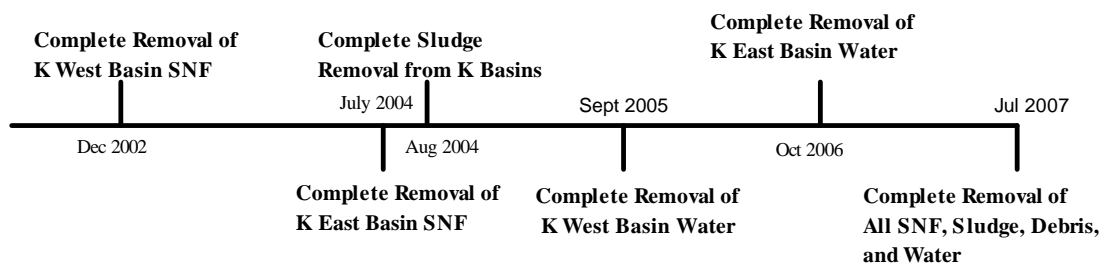 Complete Removal of
K West Basin SNF
Dec 2002
July 2004
Complete Removal of
K East Basin SNF
Complete Sludge
Removal from K Basins
Aug 2004
Sept 2005
Complete Removal of
K West Basin Water
Complete Removal of
K East Basin Water
Oct 2006
Jul 2007
Complete Removal of
All SNF, Sludge, Debris,
and Water